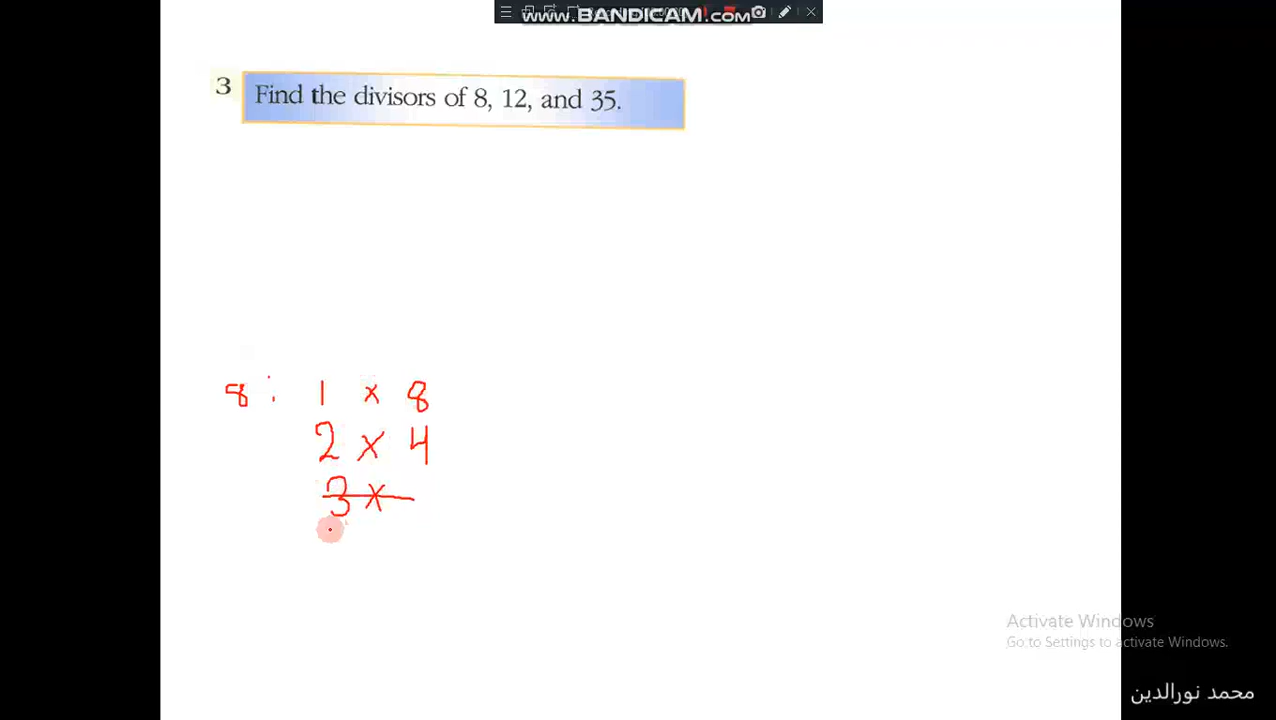 www.BANDICAM.com
3 Find the divisors of 8, 12, and 35.
8 : 1 x 8
2 x 4
3 x
Activate Windows
Go to Settings to activate Windows.
محمد نورالدين